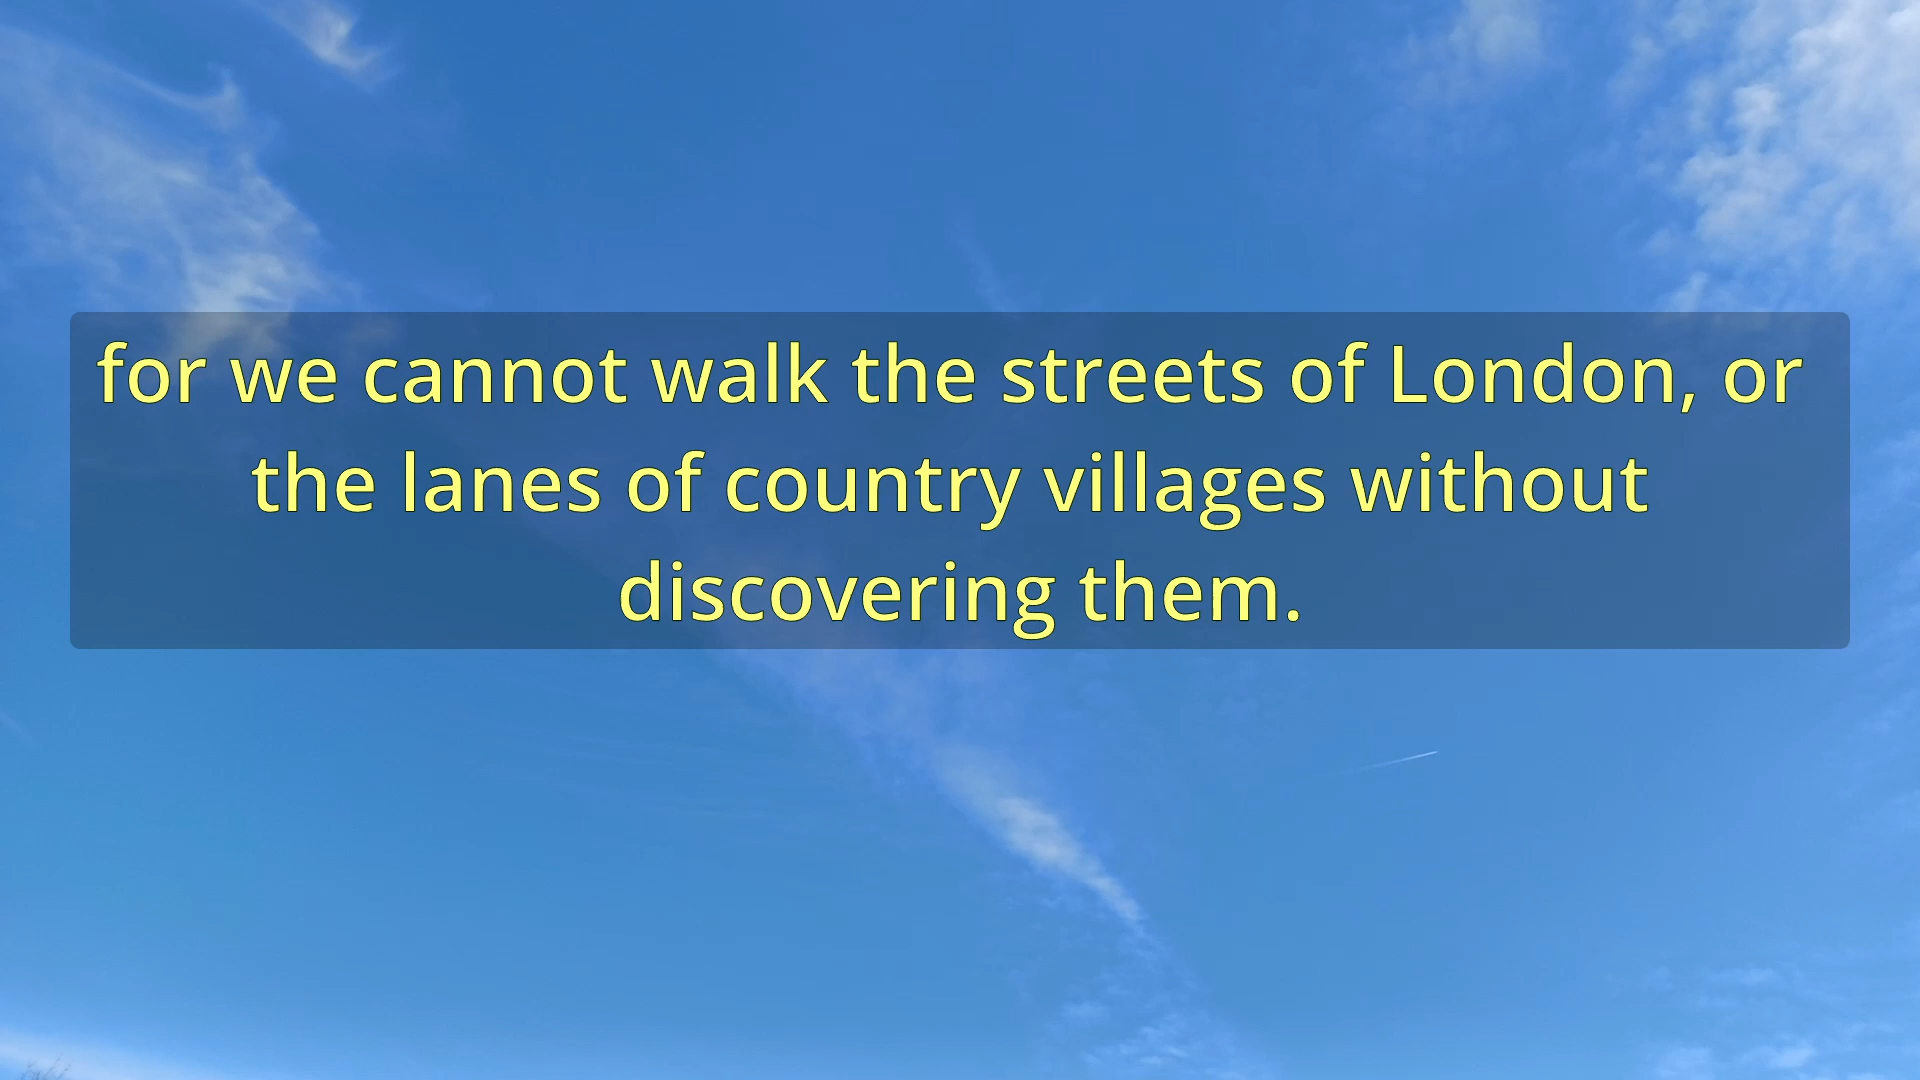 for we cannot walk the streets of London, or
the lanes of country villages without
discovering them.